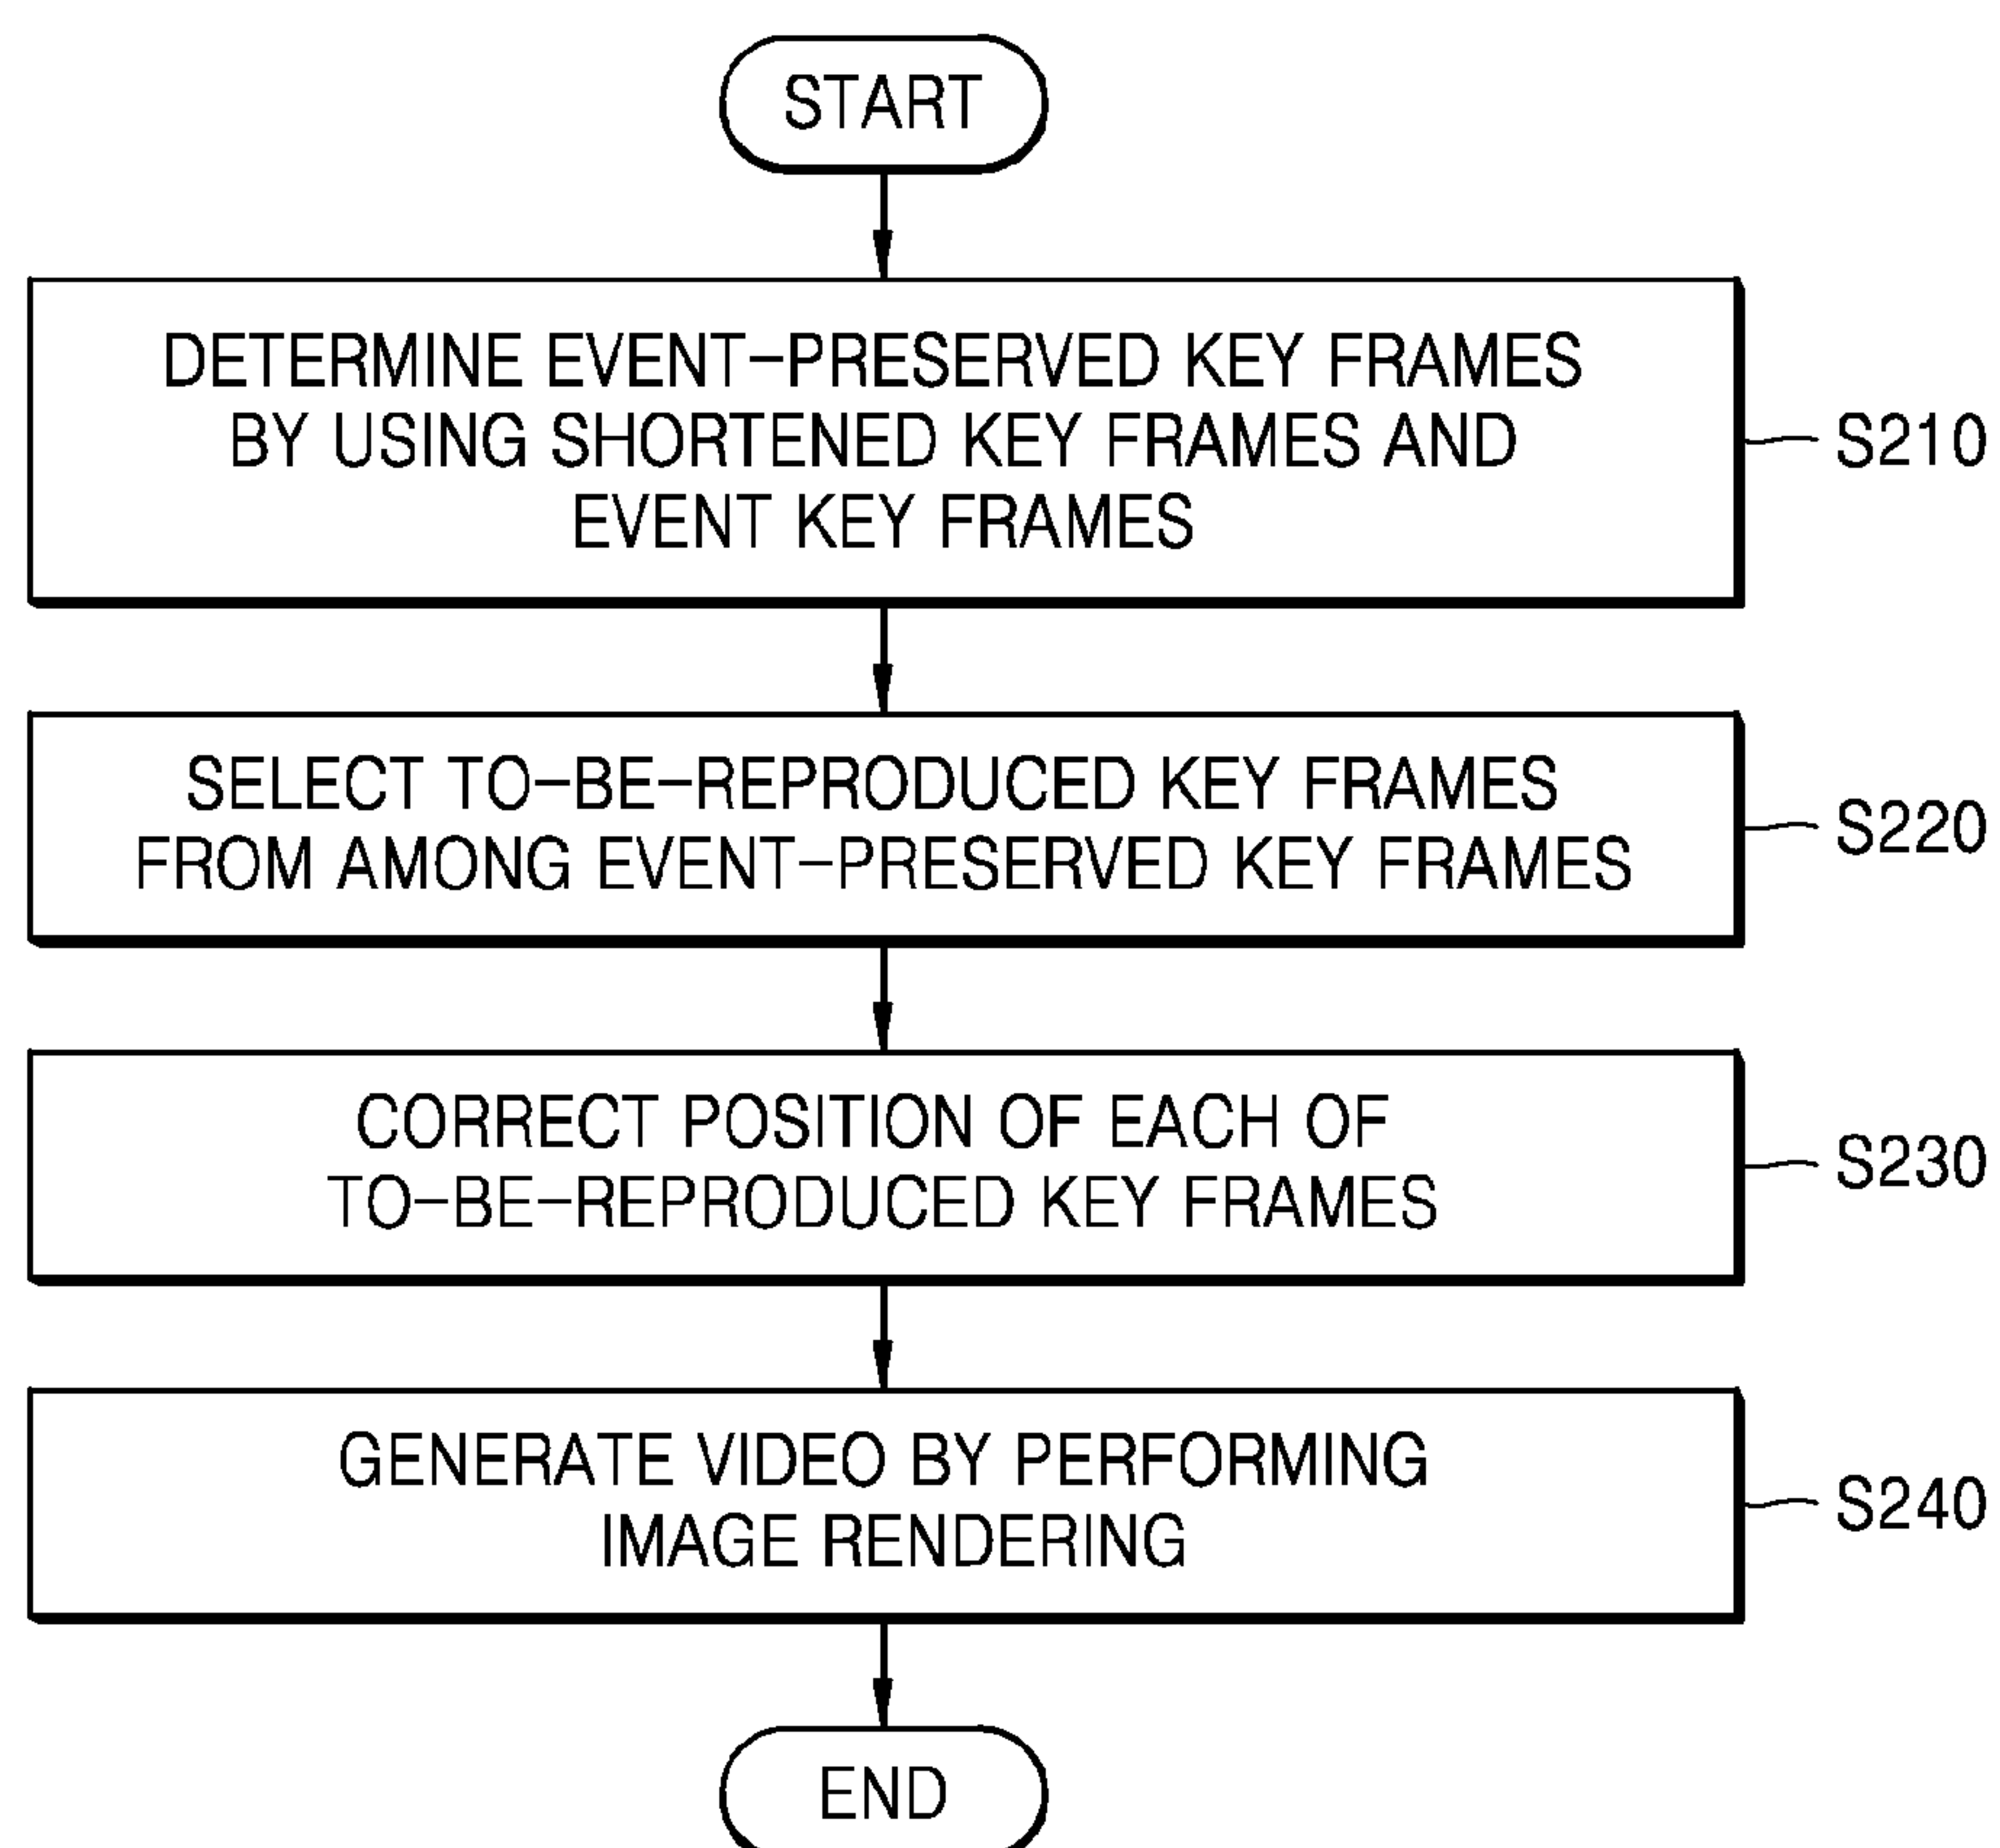 START
DETERMINE EVENT-PRESERVED KEY FRAMES
BY USING SHORTENED KEY FRAMES AND
EVENT KEY FRAMES
S210
SELECT TO-BE-REPRODUCED KEY FRAMES
FROM AMONG EVENT-PRESERVED KEY FRAMES
S220
CORRECT POSITION OF EACH OF
TO-BE-REPRODUCED KEY FRAMES
S230
GENERATE VIDEO BY PERFORMING
IMAGE RENDERING
S240
END